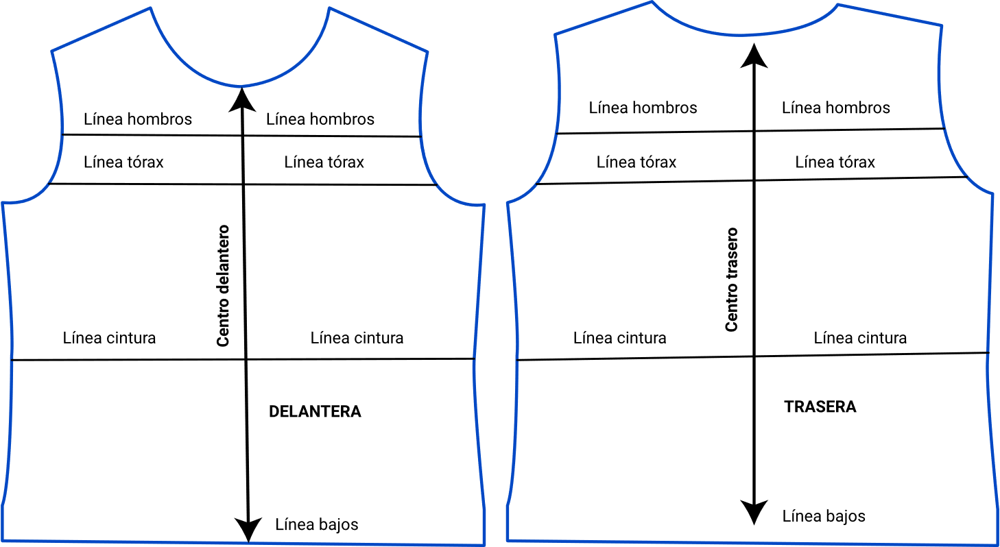 Línea hombros
Línea hombros
Línea tórax
Línea tórax
Centro delantero
Línea cintura
Línea cintura
DELANTERA
Línea bajos
Línea hombros
Línea hombros
Línea tórax
Línea tórax
Centro trasero
Línea cintura
Línea cintura
TRASERA
Línea bajos